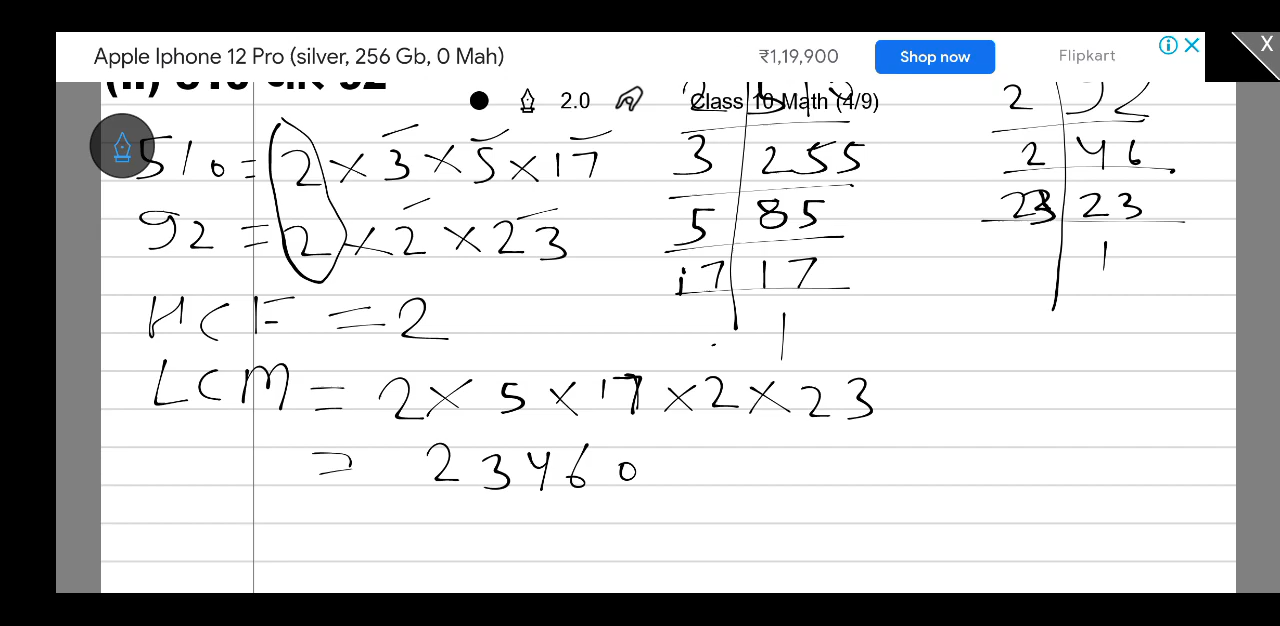 Apple Iphone 12 Pro (silver, 256 Gb, 0 Mah) ₹1,19,900 Shop now Flipkart X
2.0 Class 10 Math (4/9)
510 = 2 × 3 × 5 × 17
92 = 2 × 2 × 23
HCF = 2
LCM = 2 × 5 × 17 × 2 × 23
= 23460
3 255
5 85
17 17
1
2 92
2 46
23 23
1